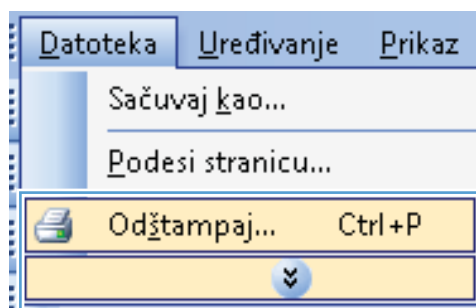 Datoteka Uređivanje Prikaz
Sačuvaj kao...
Podesi stranicu...
Odštampaj... Ctrl+P